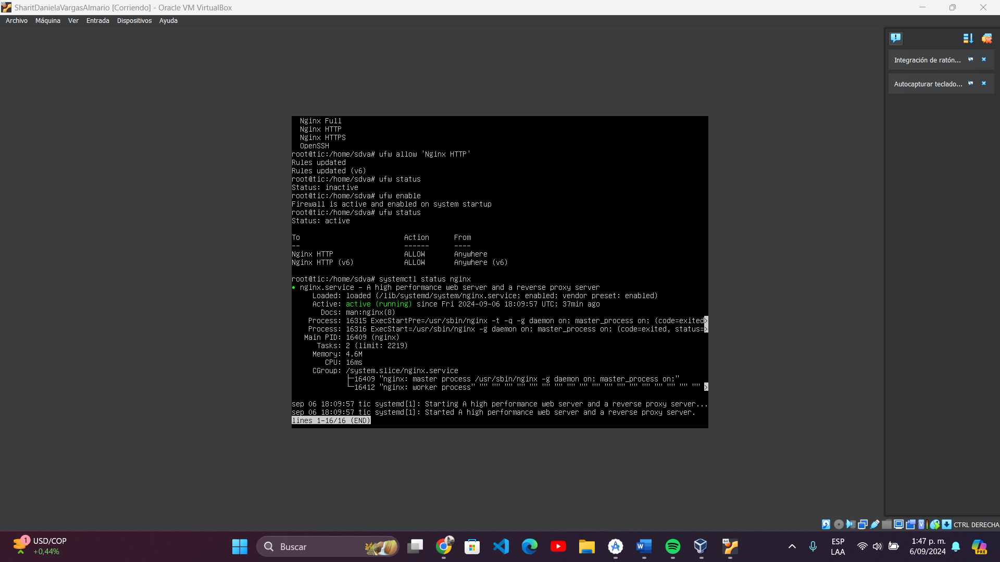 SharitDanielaVargasAlmario [Corriendo] - Oracle VM VirtualBox
Archivo Máquina Ver Entrada Dispositivos Ayuda
Integración de ratón...
Autocapturar teclado...
Nginx Full
Nginx HTTP
Nginx HTTPS
OpenSSH
root@tic:/home/sdva# ufw allow 'Nginx HTTP'
Rules updated
Rules updated (v6)
root@tic:/home/sdva# ufw status
Status: inactive
root@tic:/home/sdva# ufw enable
Firewall is active and enabled on system startup
root@tic:/home/sdva# ufw status
Status: active
To Action From
-- ------ ----
Nginx HTTP ALLOW Anywhere
Nginx HTTP (v6) ALLOW Anywhere (v6)
root@tic:/home/sdva# systemctl status nginx
● nginx.service - A high performance web server and a reverse proxy server
Loaded: loaded (/lib/systemd/system/nginx.service; enabled; vendor preset: enabled)
Active: active (running) since Fri 2024-09-06 18:09:57 UTC; 37min ago
Docs: man:nginx(8)
Process: 16315 ExecStartPre=/usr/sbin/nginx -t -q -g daemon on; master_process on; (code=exited>
Process: 16316 ExecStart=/usr/sbin/nginx -g daemon on; master_process on; (code=exited, status=>
Main PID: 16409 (nginx)
Tasks: 2 (limit: 2219)
Memory: 4.6M
CPU: 16ms
CGroup: /system.slice/nginx.service
├─16409 "nginx: master process /usr/sbin/nginx -g daemon on; master_process on;"
└─16412 "nginx: worker process" "" "" "" "" "" "" "" "" "" "" "" "" "" "" "" "" "" "" >
sep 06 18:09:57 tic systemd[1]: Starting A high performance web server and a reverse proxy server...
sep 06 18:09:57 tic systemd[1]: Started A high performance web server and a reverse proxy server.
lines 1-16/16 (END)
CTRL DERECHA
1 USD/COP
+0,44%
Buscar
64
ESP
LAA
1:47 p. m.
6/09/2024
PRE